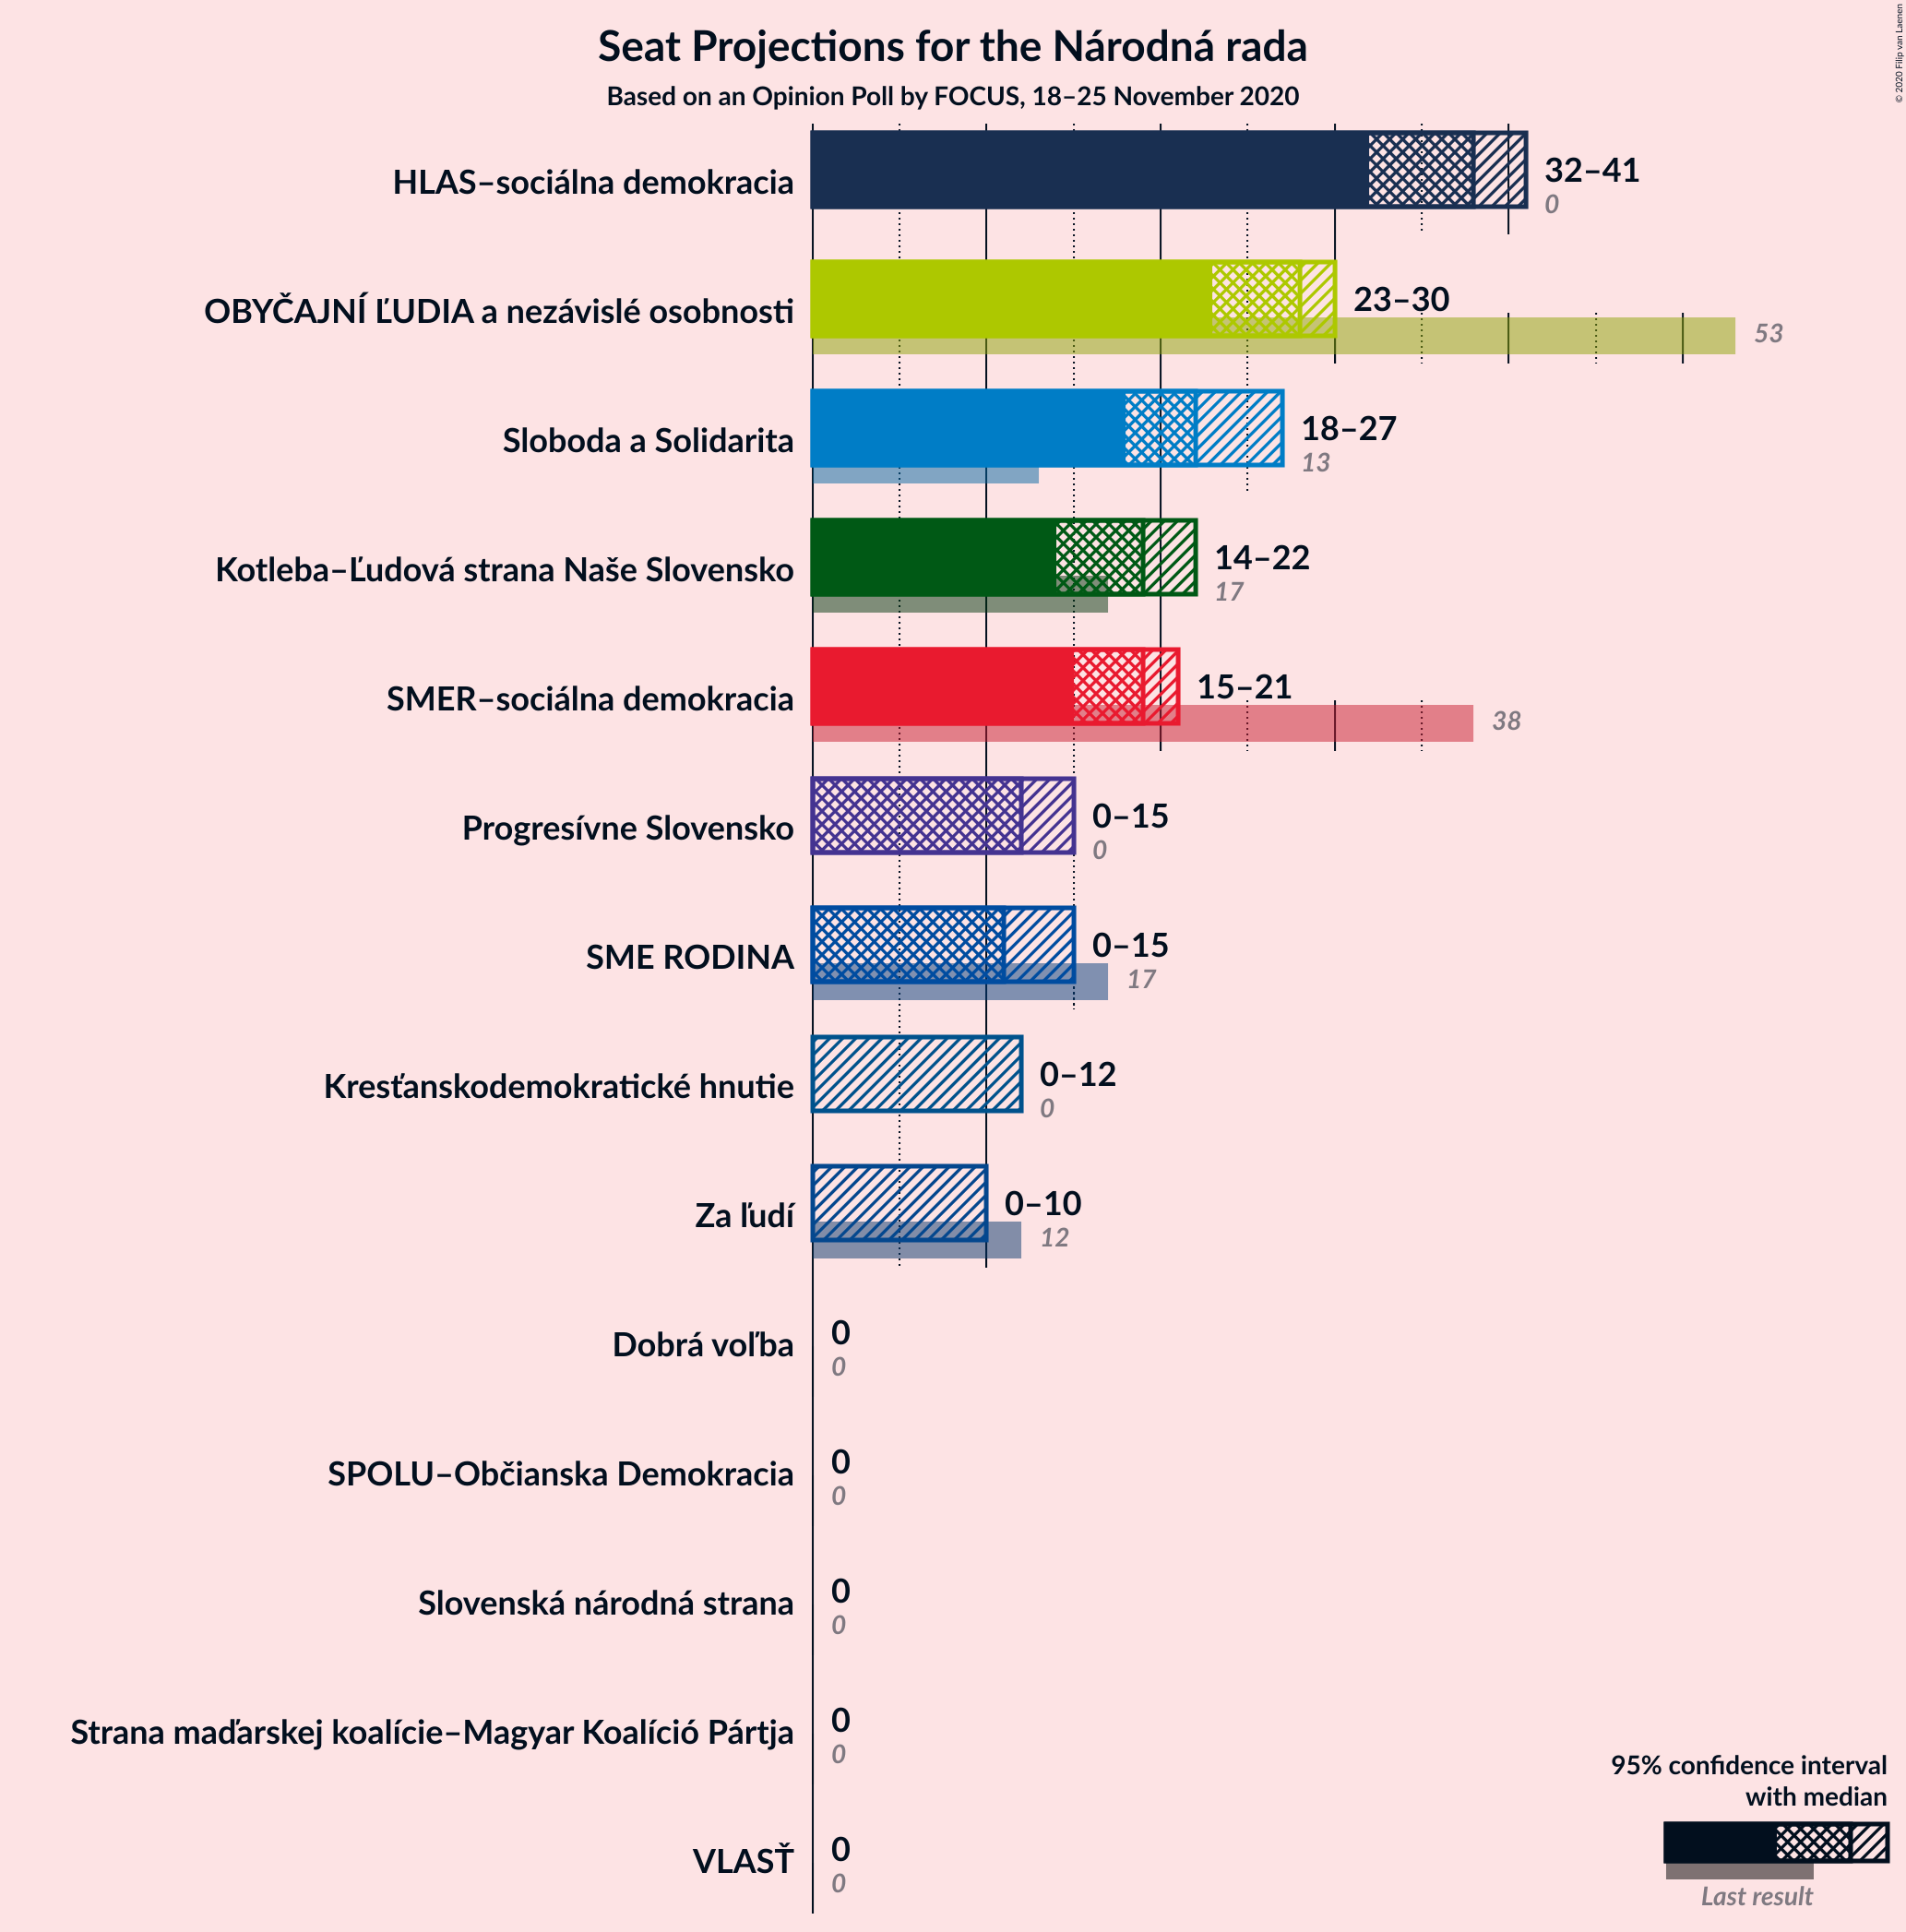 Seat Projections for the Národná rada
Based on an Opinion Poll by FOCUS, 18–25 November 2020
© 2020 Filip van Laenen
HLAS–sociálna demokracia
32–41
0
OBYČAJNÍ ĽUDIA a nezávislé osobnosti
23–30
53
Sloboda a Solidarita
18–27
13
Kotleba–Ľudová strana Naše Slovensko
14–22
17
SMER–sociálna demokracia
15–21
38
Progresívne Slovensko
0–15
0
SME RODINA
0–15
17
Kresťanskodemokratické hnutie
0–12
0
Za ľudí
0–10
12
Dobrá voľba
0
0
SPOLU–Občianska Demokracia
0
0
Slovenská národná strana
0
0
Strana maďarskej koalície–Magyar Koalíció Pártja
0
0
VLASŤ
0
0
95% confidence interval
with median
Last result